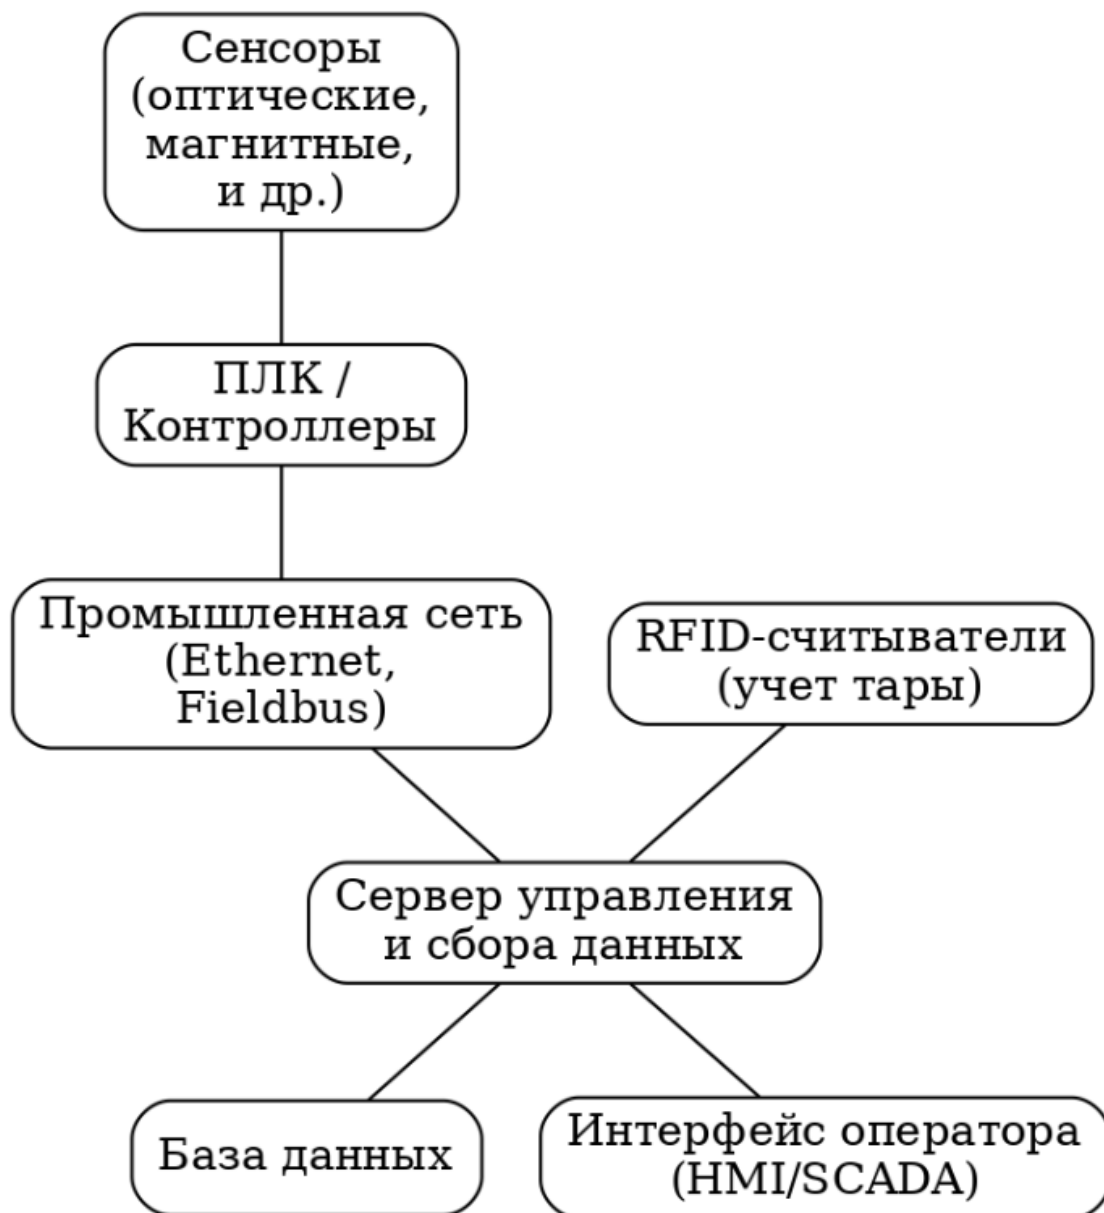 Сенсоры
(оптические,
магнитные,
и др.)
ПЛК /
Контроллеры
Промышленная сеть
(Ethernet,
Fieldbus)
RFID-считыватели
(учет тары)
Сервер управления
и сбора данных
База данных
Интерфейс оператора
(HMI/SCADA)